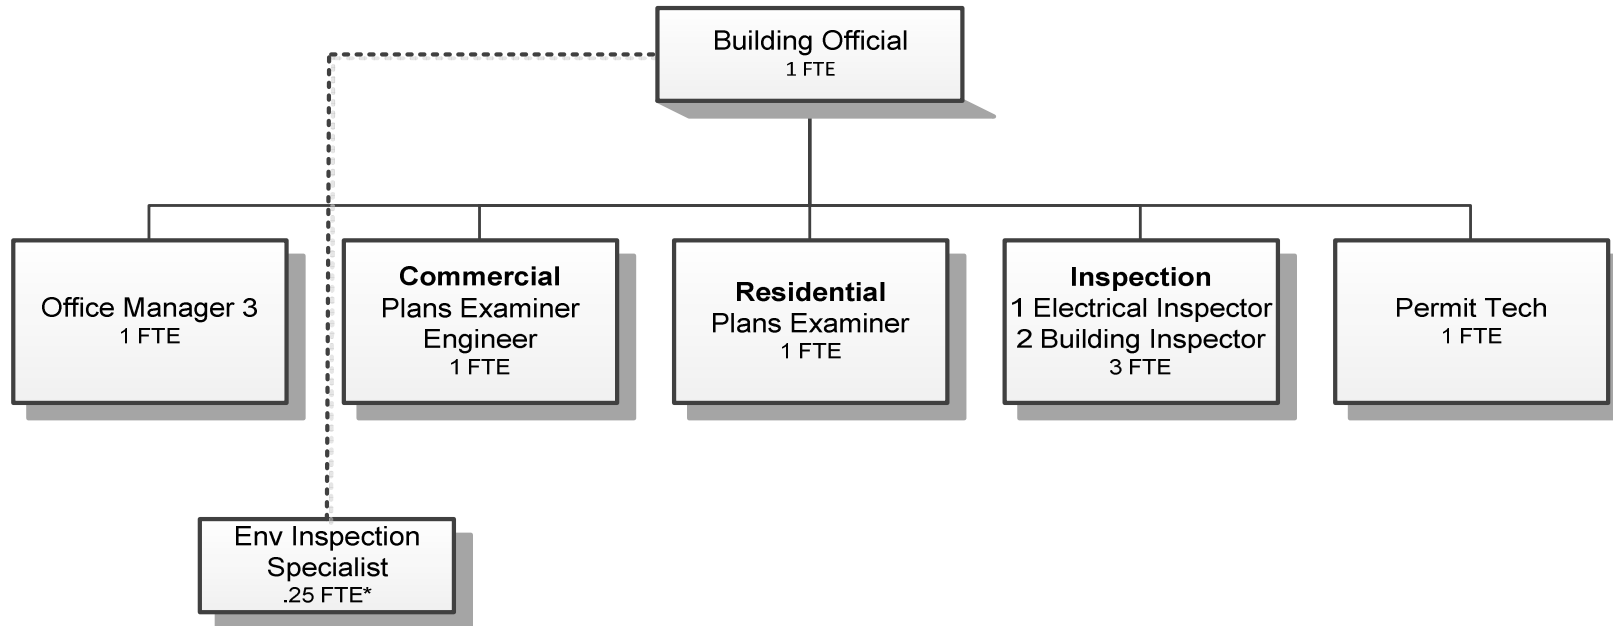 Building Official
1 FTE
Office Manager 3
1 FTE
Commercial
Plans Examiner
Engineer
1 FTE
Residential
Plans Examiner
1 FTE
Inspection
1 Electrical Inspector
2 Building Inspector
3 FTE
Permit Tech
1 FTE
Env Inspection
Specialist
.25 FTE*